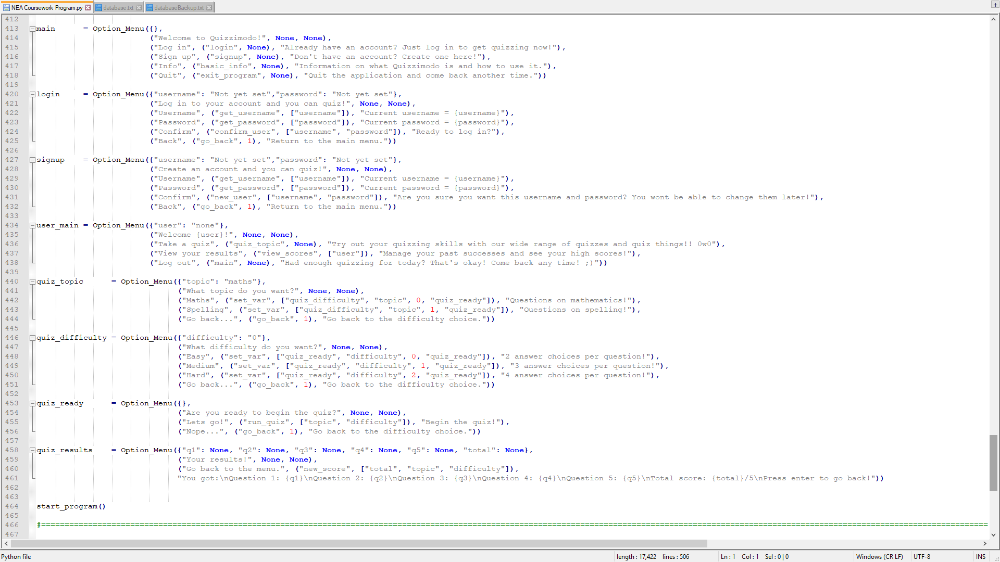 NEA Coursework Program.py database.txt databaseBackup.txt
412
413 main = Option_Menu({},
414 ("Welcome to Quizzimodo!", None, None),
415 ("Log in", ("login", None), "Already have an account? Just log in to get quizzing now!"),
416 ("Sign up", ("signup", None), "Don't have an account? Create one here!"),
417 ("Info", ("basic_info", None), "Information on what Quizzimodo is and how to use it."),
418 ("Quit", ("exit_program", None), "Quit the application and come back another time."))
419
420 login = Option_Menu({"username": "Not yet set","password": "Not yet set"},
421 ("Log in to your account and you can quiz!", None, None),
422 ("Username", ("get_username", ["username"]), "Current username = {username}"),
423 ("Password", ("get_password", ["password"]), "Current password = {password}"),
424 ("Confirm", ("confirm_user", ["username", "password"]), "Ready to log in?"),
425 ("Back", ("go_back", 1), "Return to the main menu."))
426
427 signup = Option_Menu({"username": "Not yet set","password": "Not yet set"},
428 ("Create an account and you can quiz!", None, None),
429 ("Username", ("get_username", ["username"]), "Current username = {username}"),
430 ("Password", ("get_password", ["password"]), "Current password = {password}"),
431 ("Confirm", ("new_user", ["username", "password"]), "Are you sure you want this username and password? You wont be able to change them later!"),
432 ("Back", ("go_back", 1), "Return to the main menu."))
433
434 user_main = Option_Menu({"user": "none"},
435 ("Welcome {user}!", None, None),
436 ("Take a quiz", ("quiz_topic", None), "Try out your quizzing skills with our wide range of quizzes and quiz things!! 0w0"),
437 ("View your results", ("view_scores", ["user"]), "Manage your past successes and see your high scores!"),
438 ("Log out", ("main", None), "Had enough quizzing for today? That's okay! Come back any time! ;)"))
439
440 quiz_topic = Option_Menu({"topic": "maths"},
441 ("What topic do you want?", None, None),
442 ("Maths", ("set_var", ["quiz_difficulty", "topic", 0, "quiz_ready"]), "Questions on mathematics!"),
443 ("Spelling", ("set_var", ["quiz_difficulty", "topic", 1, "quiz_ready"]), "Questions on spelling!"),
444 ("Go back...", ("go_back", 1), "Go back to the difficulty choice."))
445
446 quiz_difficulty = Option_Menu({"difficulty": "0"},
447 ("What difficulty do you want?", None, None),
448 ("Easy", ("set_var", ["quiz_ready", "difficulty", 0, "quiz_ready"]), "2 answer choices per question!"),
449 ("Medium", ("set_var", ["quiz_ready", "difficulty", 1, "quiz_ready"]), "3 answer choices per question!"),
450 ("Hard", ("set_var", ["quiz_ready", "difficulty", 2, "quiz_ready"]), "4 answer choices per question!"),
451 ("Go back...", ("go_back", 1), "Go back to the difficulty choice."))
452
453 quiz_ready = Option_Menu({},
454 ("Are you ready to begin the quiz?", None, None),
455 ("Lets go!", ("run_quiz", ["topic", "difficulty"]), "Begin the quiz!"),
456 ("Nope...", ("go_back", 1), "Go back to the difficulty choice."))
457
458 quiz_results = Option_Menu({"q1": None, "q2": None, "q3": None, "q4": None, "q5": None, "total": None},
459 ("Your results!", None, None),
460 ("Go back to the menu.", ("new_score", ["total", "topic", "difficulty"]),
461 "You got:\nQuestion 1: {q1}\nQuestion 2: {q2}\nQuestion 3: {q3}\nQuestion 4: {q4}\nQuestion 5: {q5}\nTotal score: {total}/5\nPress enter to go back!"))
462
463
464 start_program()
465
466 #==========
467
Python file length : 17,422 lines : 506 Ln : 1 Col : 1 Sel : 0 | 0 Windows (CR LF) UTF-8 INS